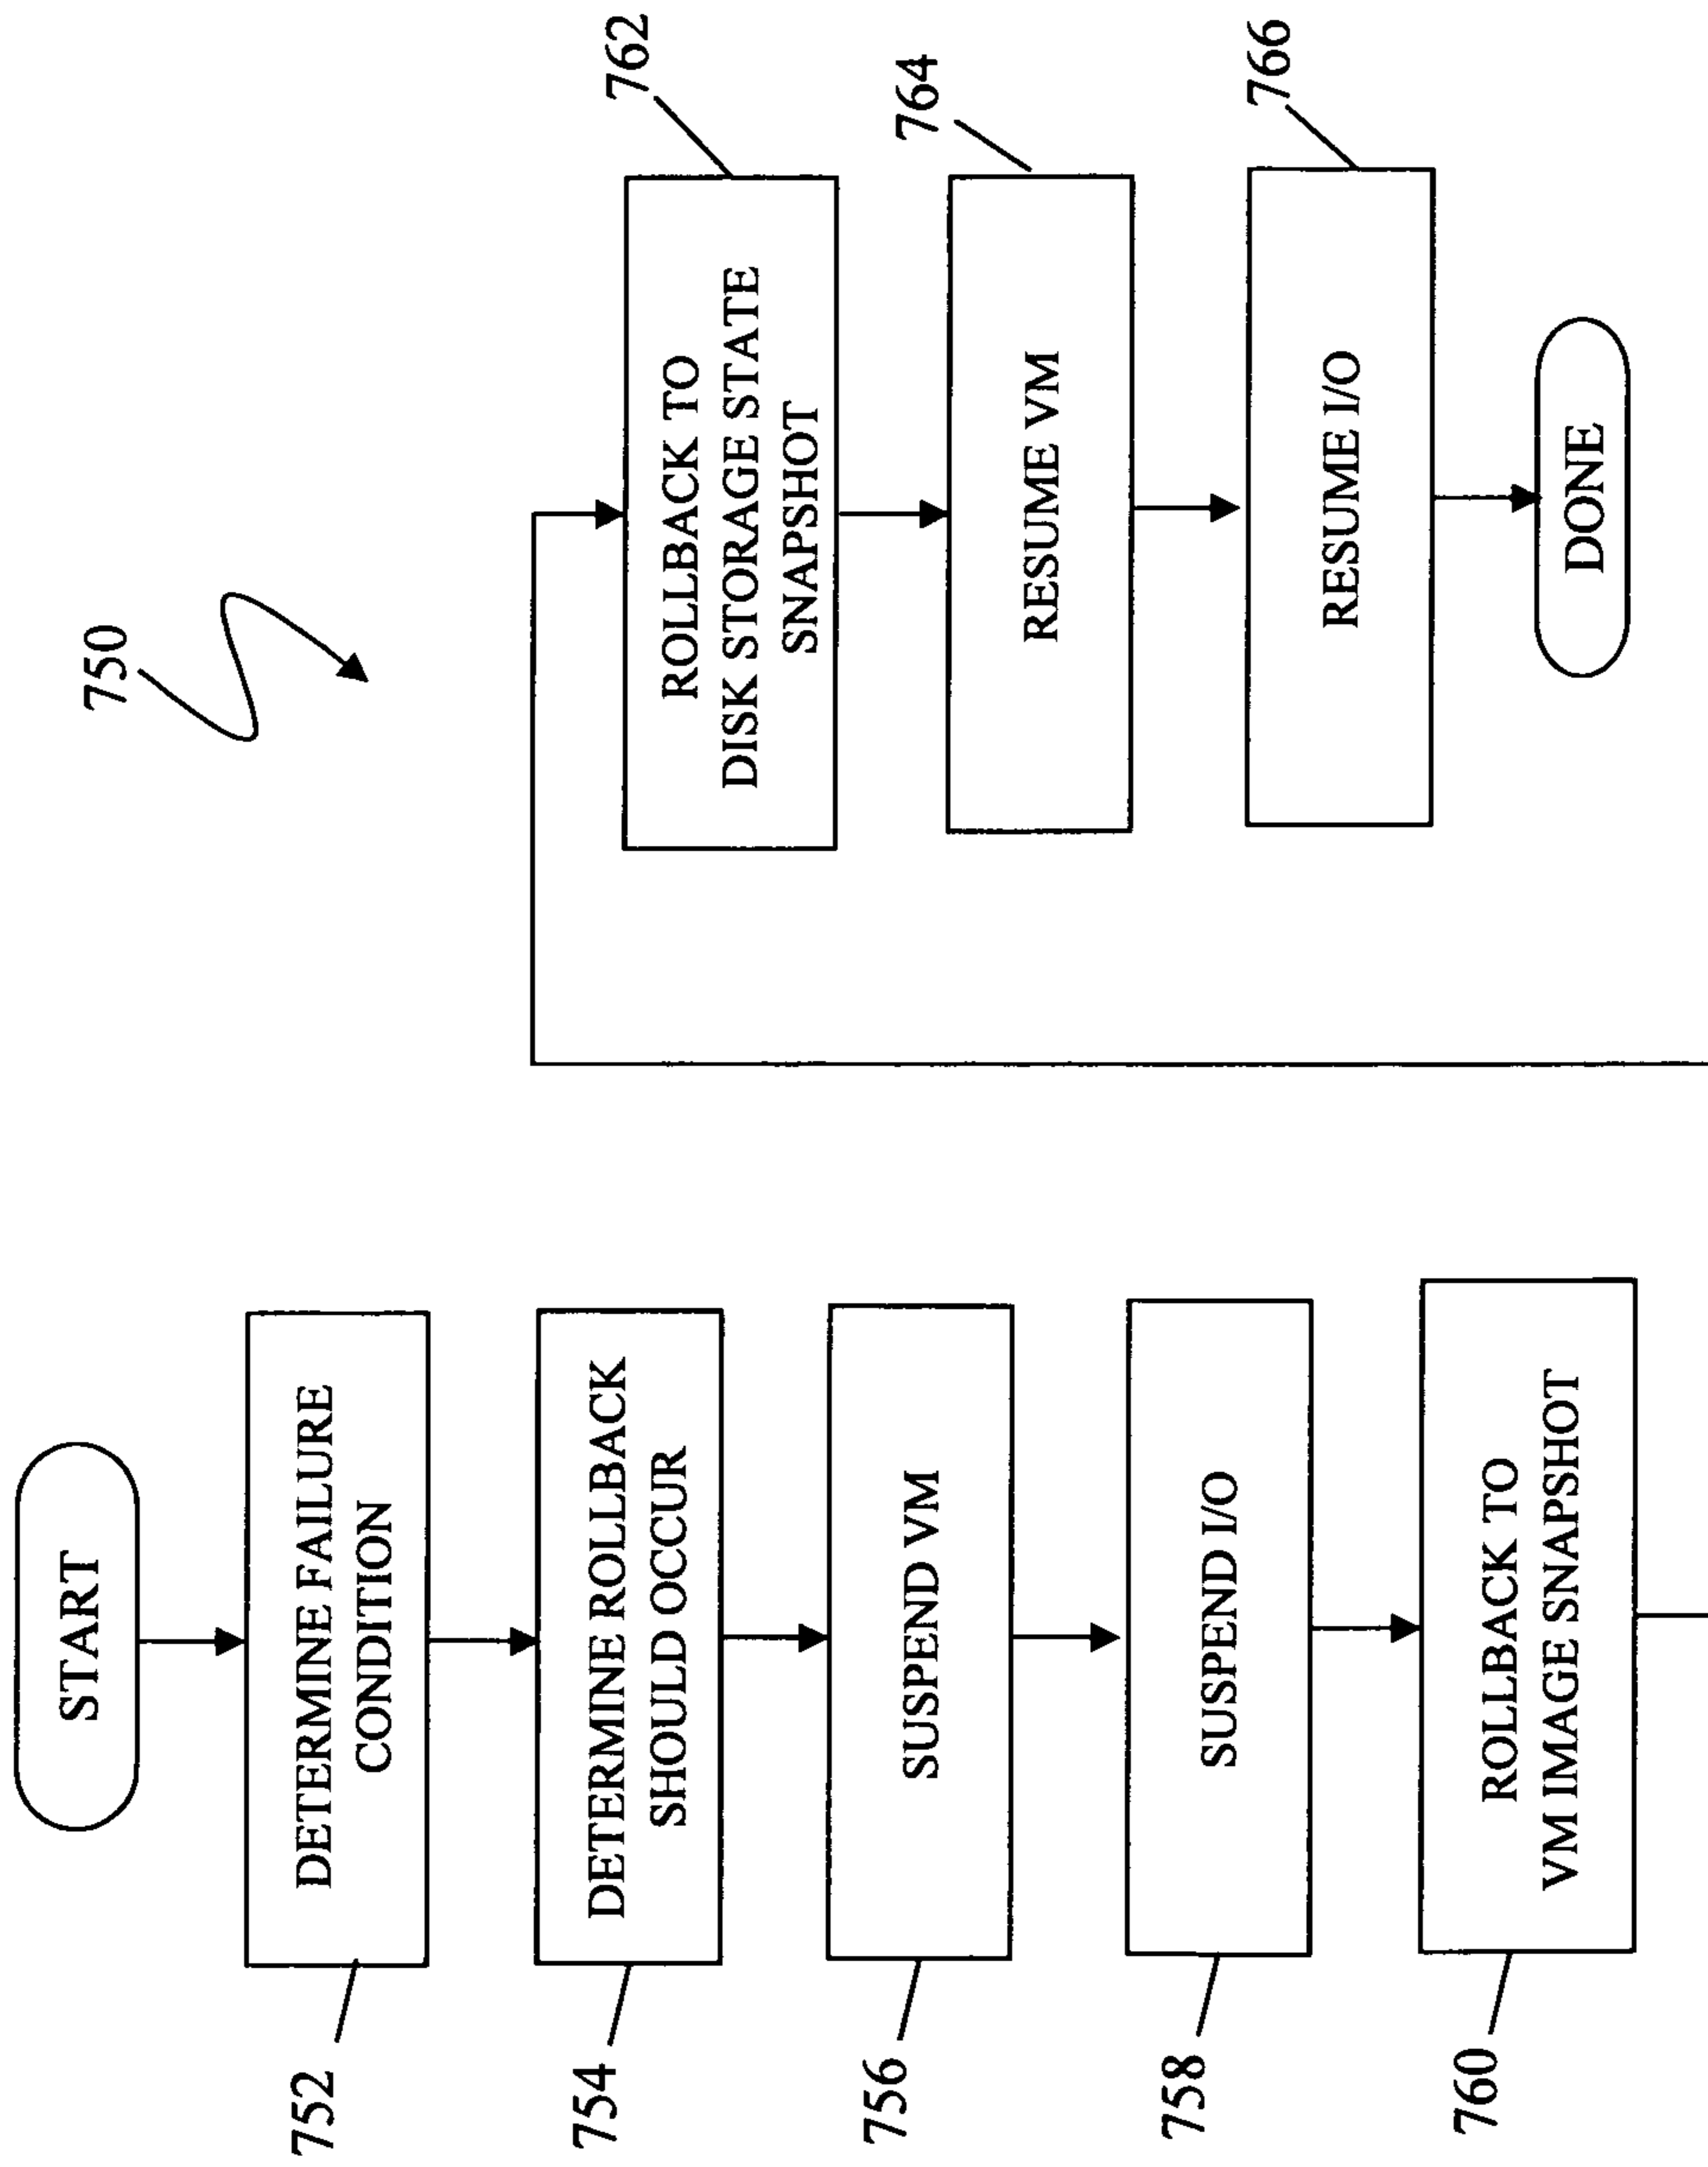 750
START
752
DETERMINE FAILURE
CONDITION
754
DETERMINE ROLLBACK
SHOULD OCCUR
756
SUSPEND VM
758
SUSPEND I/O
760
ROLLBACK TO
VM IMAGE SNAPSHOT
762
ROLLBACK TO
DISK STORAGE STATE
SNAPSHOT
764
RESUME VM
766
RESUME I/O
DONE